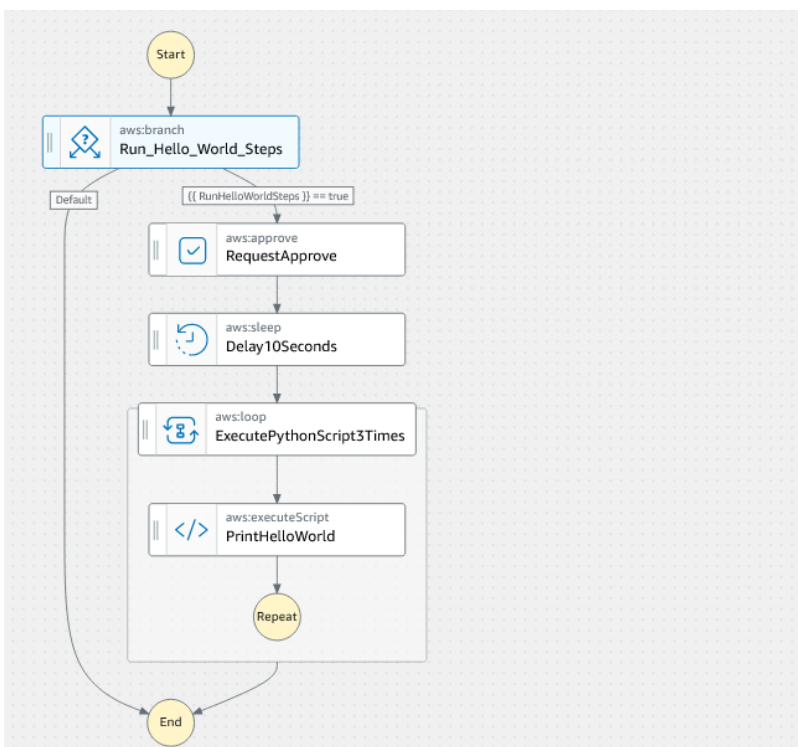 Start
aws:branch
Run_Hello_World_Steps
Default
{{ RunHelloWorldSteps }} == true
aws:approve
RequestApprove
aws:sleep
Delay10Seconds
aws:loop
ExecutePythonScript3Times
aws:executeScript
PrintHelloWorld
Repeat
End